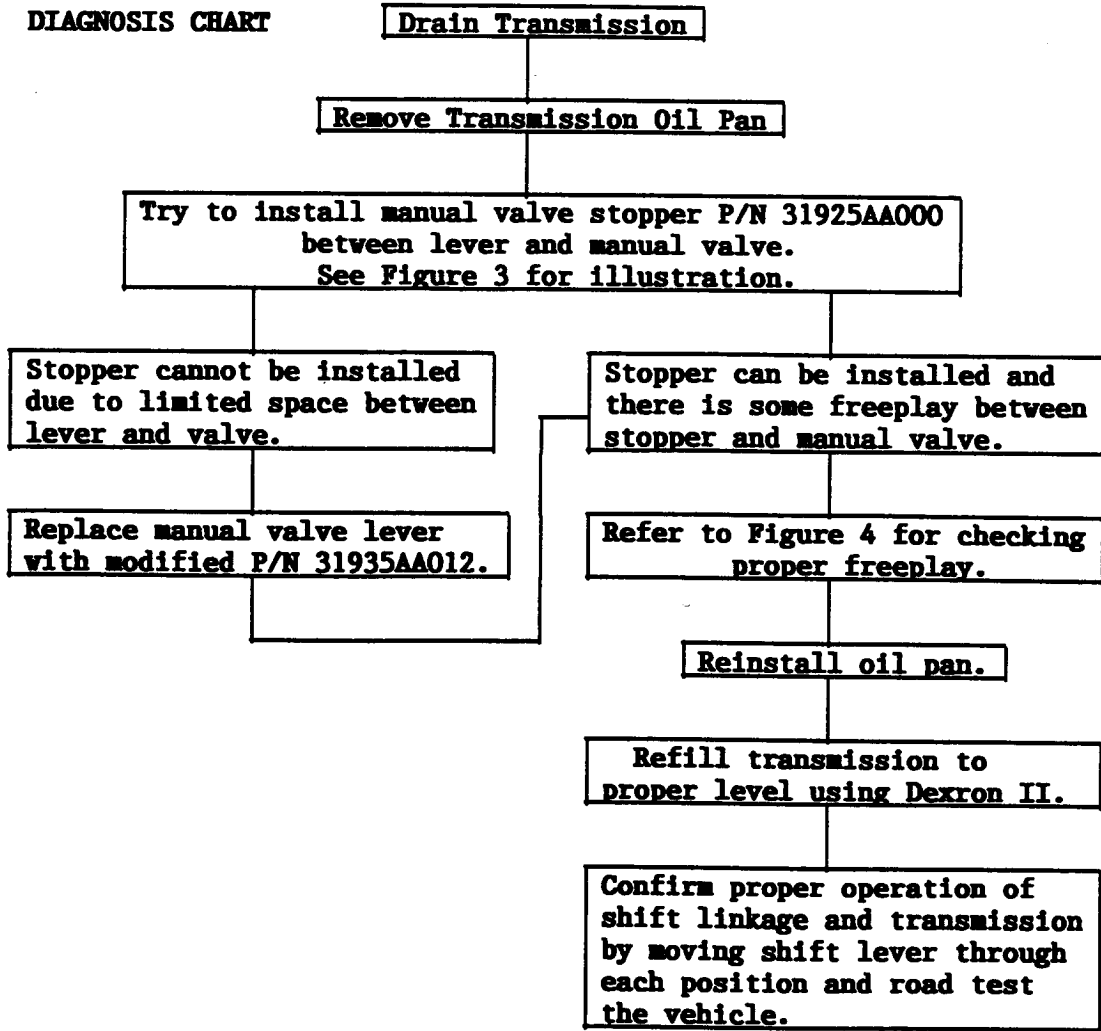 DIAGNOSIS CHART
Drain Transmission
Remove Transmission Oil Pan
Try to install manual valve stopper P/N 31925AA000
between lever and manual valve.
See Figure 3 for illustration.
Stopper cannot be installed
due to limited space between
lever and valve.
Replace manual valve lever
with modified P/N 31935AA012.
Stopper can be installed and
there is some freeplay between
stopper and manual valve.
Refer to Figure 4 for checking
proper freeplay.
Reinstall oil pan.
Refill transmission to
proper level using Dexron II.
Confirm proper operation of
shift linkage and transmission
by moving shift lever through
each position and road test
the vehicle.